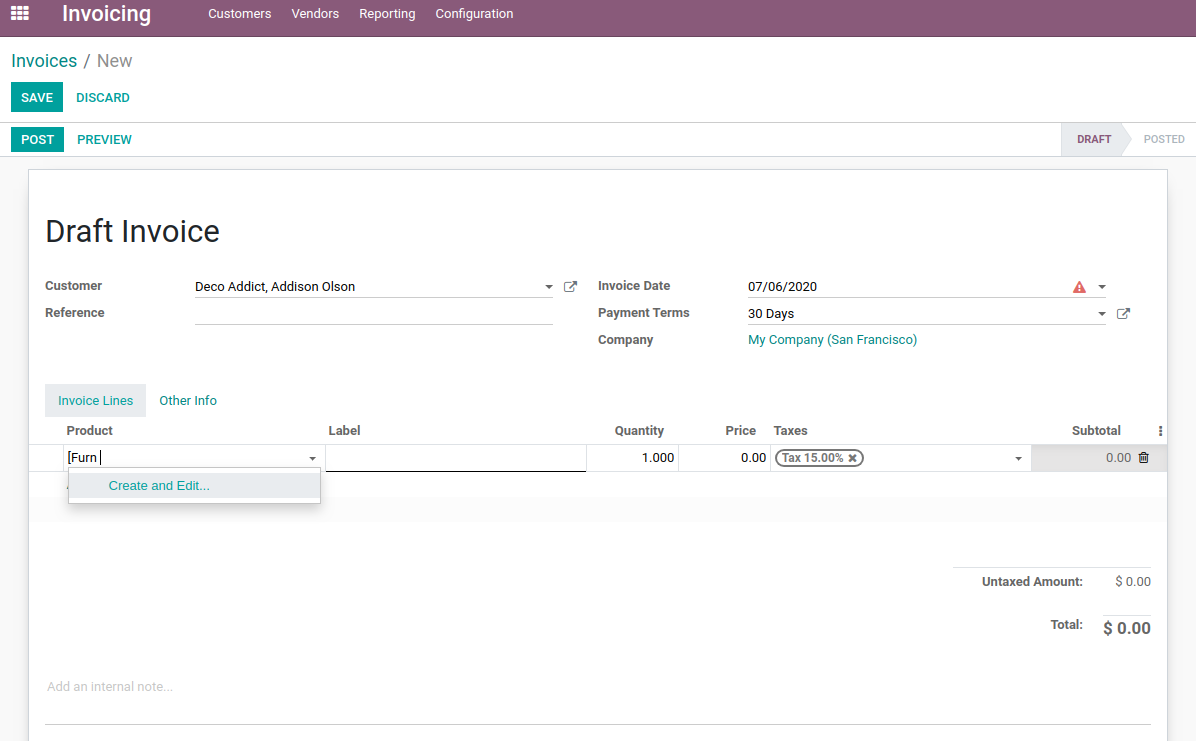 Invoicing Customers Vendors Reporting Configuration
Invoices / New
SAVE DISCARD
POST PREVIEW DRAFT POSTED
Draft Invoice
Customer Deco Addict, Addison Olson Invoice Date 07/06/2020
Reference Payment Terms 30 Days
Company My Company (San Francisco)
Invoice Lines Other Info
Product Label Quantity Price Taxes Subtotal
[Furn 1.000 0.00 Tax 15.00% 0.00
Create and Edit...
Untaxed Amount: $ 0.00
Total: $ 0.00
Add an internal note...